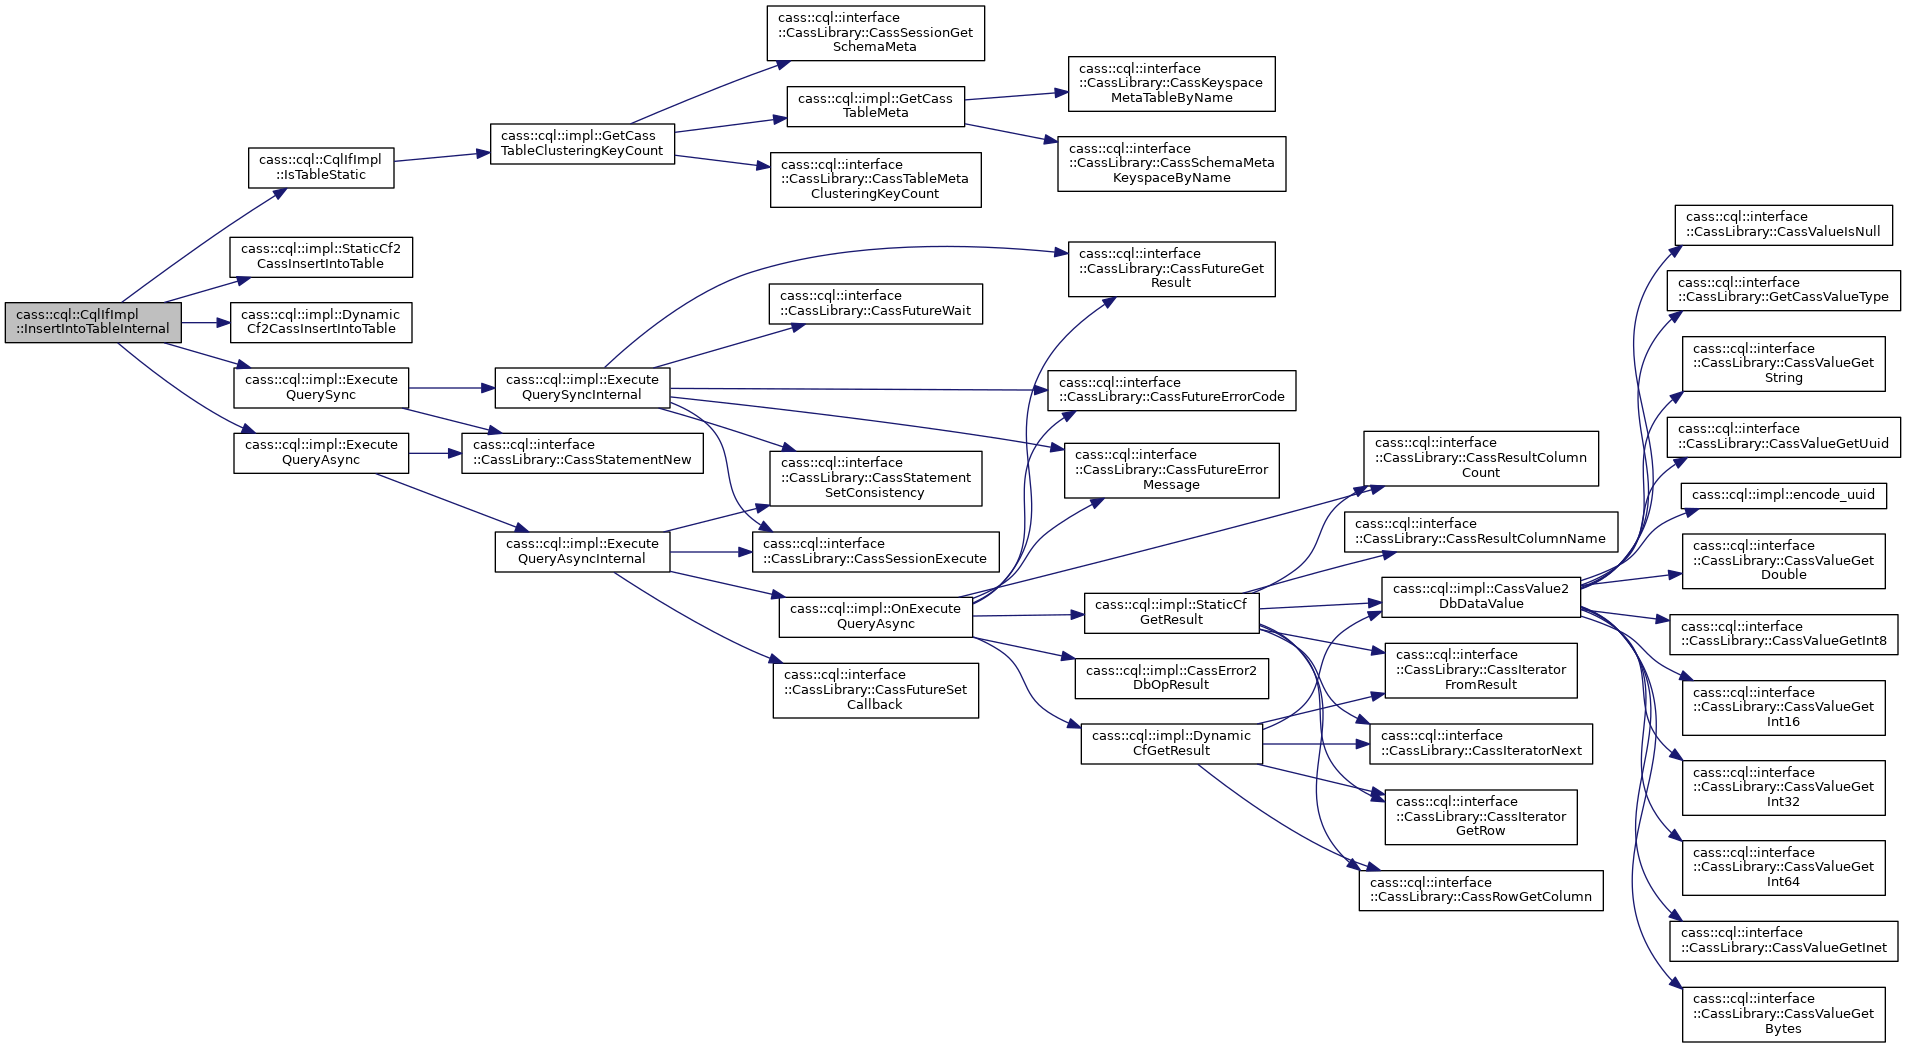 cass::cql::CqlIfImpl
::InsertIntoTableInternal
cass::cql::CqlIfImpl
::IsTableStatic
cass::cql::impl::StaticCf2
CassInsertIntoTable
cass::cql::impl::Dynamic
Cf2CassInsertIntoTable
cass::cql::impl::Execute
QuerySync
cass::cql::impl::Execute
QueryAsync
cass::cql::impl::GetCass
TableClusteringKeyCount
cass::cql::impl::Execute
QuerySyncInternal
cass::cql::interface
::CassLibrary::CassStatementNew
cass::cql::impl::Execute
QueryAsyncInternal
cass::cql::interface
::CassLibrary::CassSessionGet
SchemaMeta
cass::cql::impl::GetCass
TableMeta
cass::cql::interface
::CassLibrary::CassTableMeta
ClusteringKeyCount
cass::cql::interface
::CassLibrary::CassFutureWait
cass::cql::interface
::CassLibrary::CassStatement
SetConsistency
cass::cql::interface
::CassLibrary::CassSessionExecute
cass::cql::impl::OnExecute
QueryAsync
cass::cql::interface
::CassLibrary::CassFutureSet
Callback
cass::cql::interface
::CassLibrary::CassKeyspace
MetaTableByName
cass::cql::interface
::CassLibrary::CassSchemaMeta
KeyspaceByName
cass::cql::interface
::CassLibrary::CassFutureGet
Result
cass::cql::interface
::CassLibrary::CassFutureErrorCode
cass::cql::interface
::CassLibrary::CassFutureError
Message
cass::cql::impl::StaticCf
GetResult
cass::cql::impl::CassError2
DbOpResult
cass::cql::impl::Dynamic
CfGetResult
cass::cql::interface
::CassLibrary::CassResultColumn
Count
cass::cql::interface
::CassLibrary::CassResultColumnName
cass::cql::impl::CassValue2
DbDataValue
cass::cql::interface
::CassLibrary::CassIterator
FromResult
cass::cql::interface
::CassLibrary::CassIteratorNext
cass::cql::interface
::CassLibrary::CassIterator
GetRow
cass::cql::interface
::CassLibrary::CassRowGetColumn
cass::cql::interface
::CassLibrary::CassValueIsNull
cass::cql::interface
::CassLibrary::GetCassValueType
cass::cql::interface
::CassLibrary::CassValueGet
String
cass::cql::interface
::CassLibrary::CassValueGetUuid
cass::cql::impl::encode_uuid
cass::cql::interface
::CassLibrary::CassValueGet
Double
cass::cql::interface
::CassLibrary::CassValueGetInt8
cass::cql::interface
::CassLibrary::CassValueGet
Int16
cass::cql::interface
::CassLibrary::CassValueGet
Int32
cass::cql::interface
::CassLibrary::CassValueGet
Int64
cass::cql::interface
::CassLibrary::CassValueGetInet
cass::cql::interface
::CassLibrary::CassValueGet
Bytes